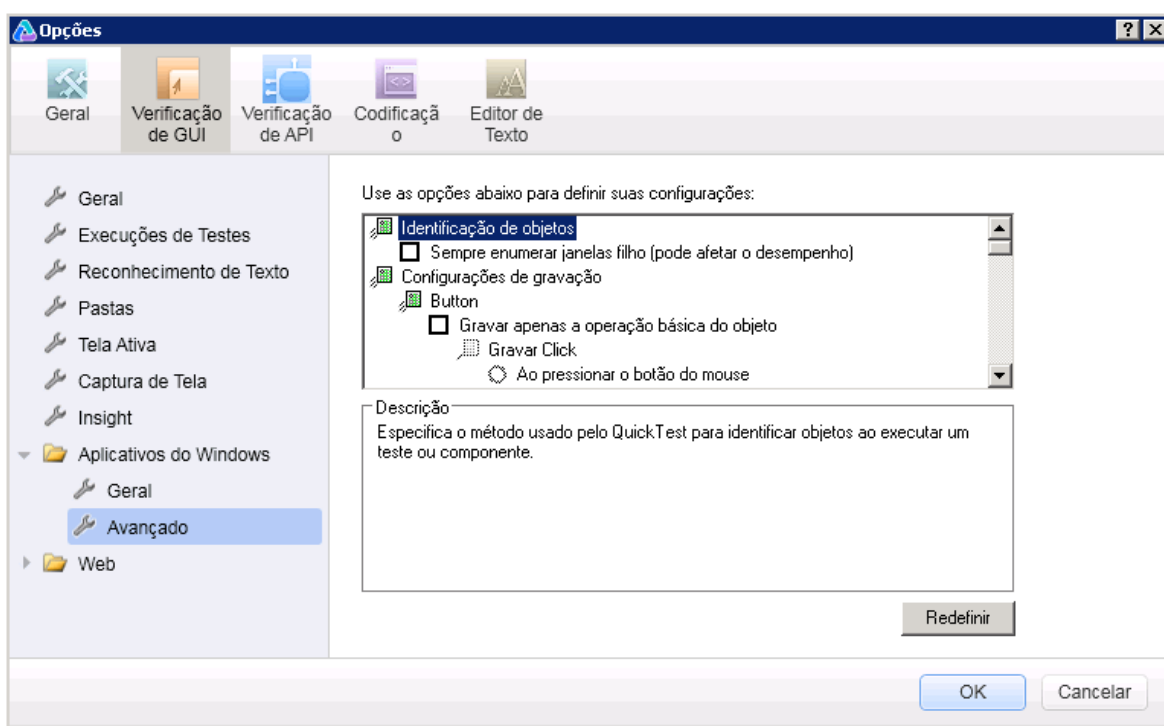 Opções
Geral
Verificação de GUI
Verificação de API
Codificaçã o
Editor de Texto
Geral
Execuções de Testes
Reconhecimento de Texto
Pastas
Tela Ativa
Captura de Tela
Insight
Aplicativos do Windows
Geral
Avançado
Web
Use as opções abaixo para definir suas configurações:
Identificação de objetos
Sempre enumerar janelas filho (pode afetar o desempenho)
Configurações de gravação
Button
Gravar apenas a operação básica do objeto
Gravar Click
Ao pressionar o botão do mouse
Descrição
Especifica o método usado pelo QuickTest para identificar objetos ao executar um
teste ou componente.
Redefinir
OK
Cancelar